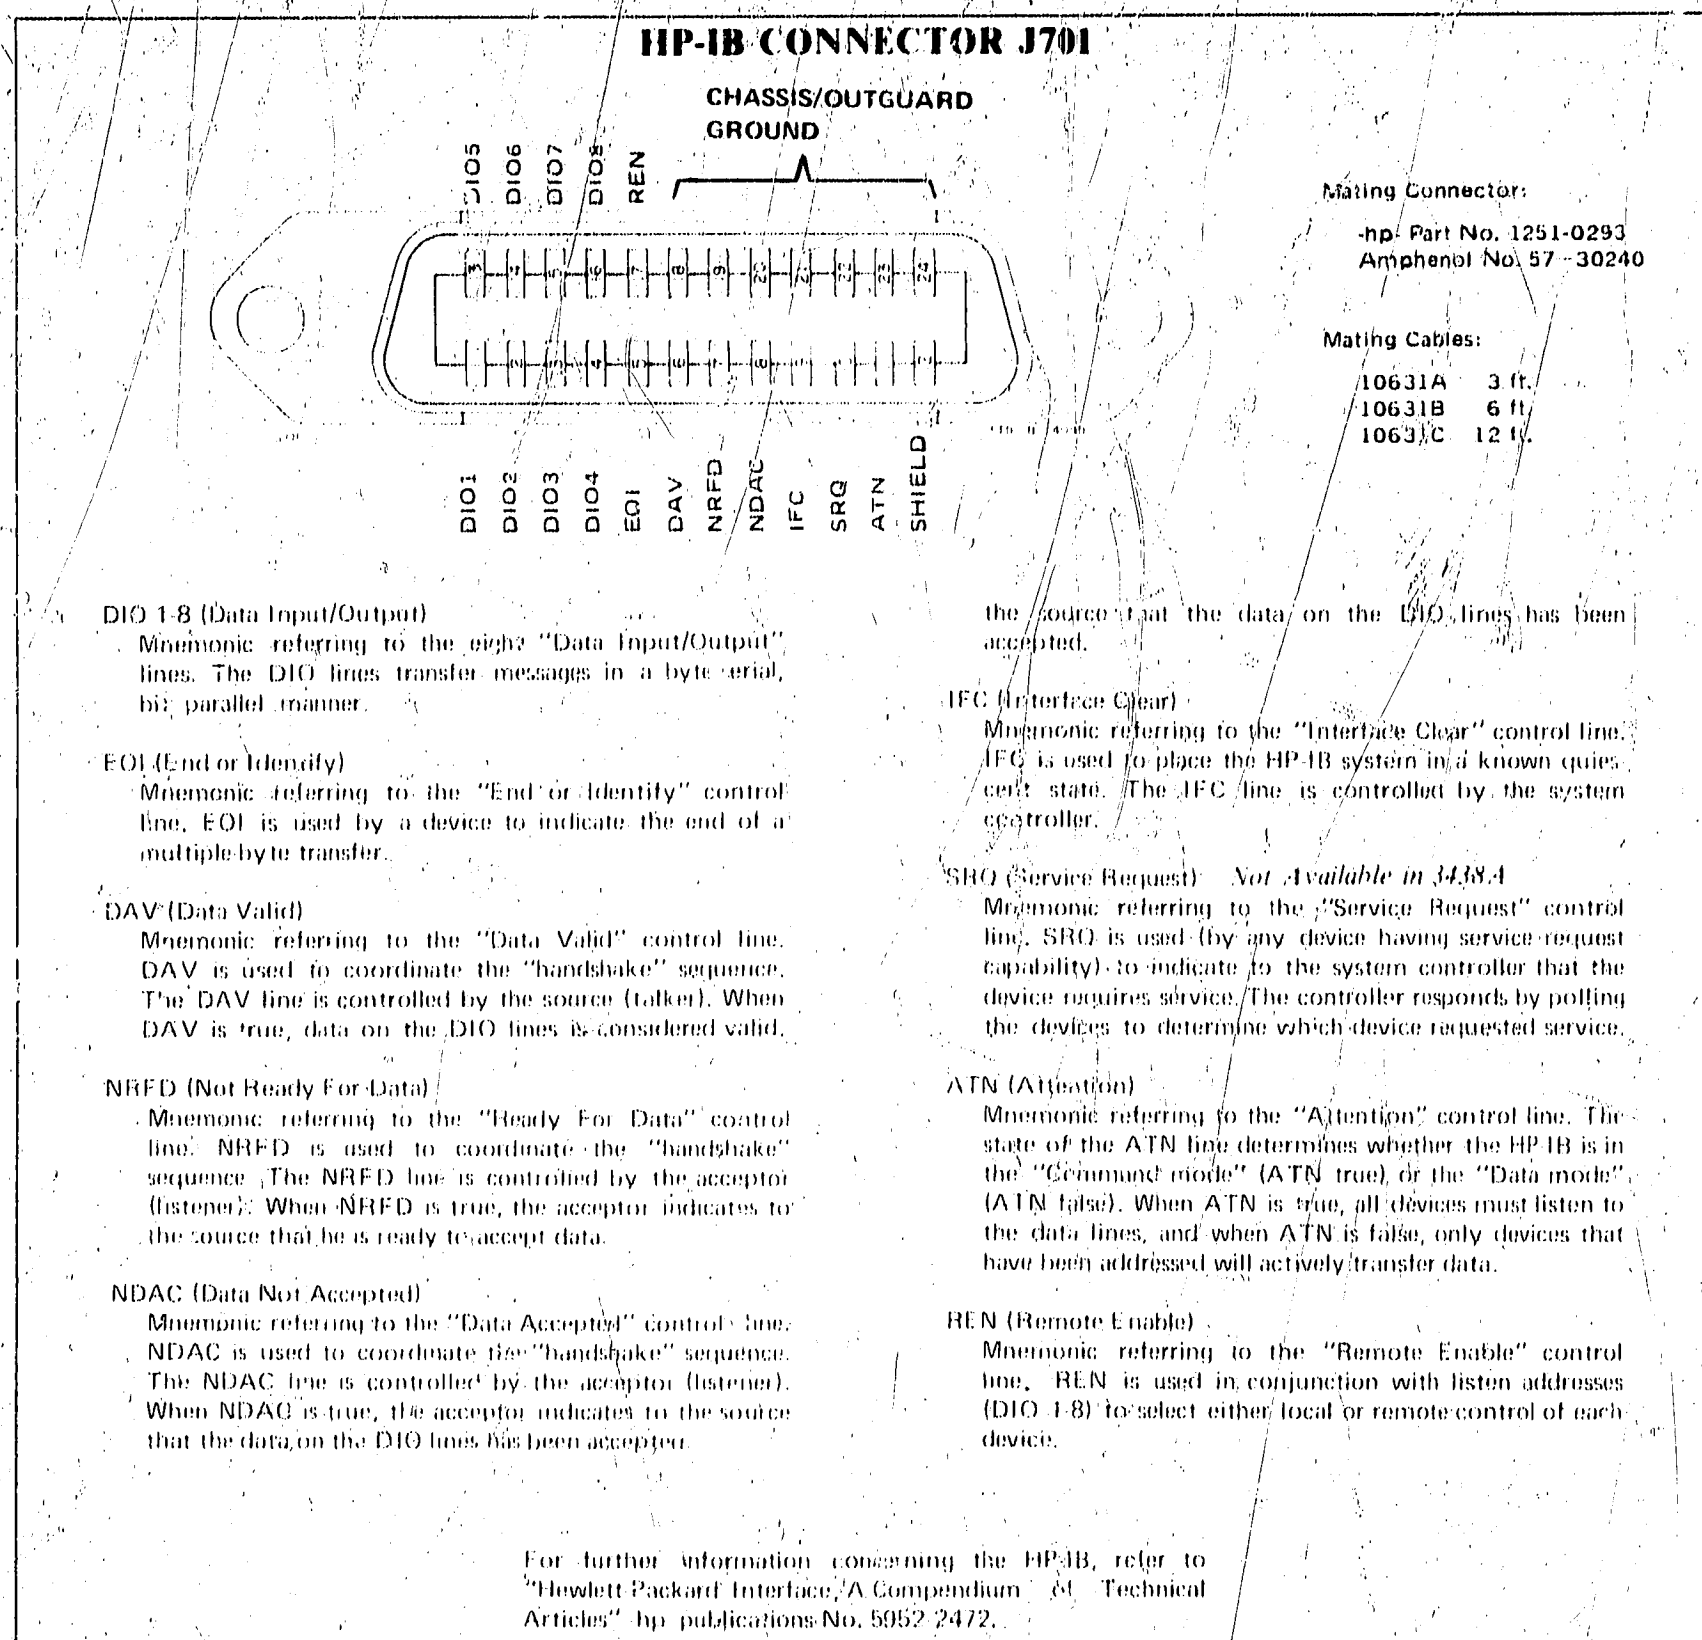 HP-IB CONNECTOR J701
CHASSIS/OUTGUARD
GROUND
DIO5
DIO6
DIO7
DIO8
REN
Mating Connector:
-hp- Part No. 1251-0293
Amphenol No. 57-30240
Mating Cables:
10631A 3 ft.
10631B 6 ft.
10631C 12 ft.
DIO1
DIO2
DIO3
DIO4
EOI
DAV
NRFD
NDAC
IFC
SRQ
ATN
SHIELD
DIO 1-8 (Data Input/Output)
Mnemonic referring to the eight "Data Input/Output"
lines. The DIO lines transfer messages in a byte serial,
bit parallel manner.
EOI (End or Identify)
Mnemonic referring to the "End or Identify" control
line. EOI is used by a device to indicate the end of a
multiple-byte transfer.
DAV (Data Valid)
Mnemonic referring to the "Data Valid" control line.
DAV is used to coordinate the "handshake" sequence.
The DAV line is controlled by the source (talker). When
DAV is true, data on the DIO lines is considered valid.
NRFD (Not Ready For Data)
Mnemonic referring to the "Ready For Data" control
line. NRFD is used to coordinate the "handshake"
sequence. The NRFD line is controlled by the acceptor
(listener). When NRFD is true, the acceptor indicates to
the source that he is ready to accept data.
NDAC (Data Not Accepted)
Mnemonic referring to the "Data Accepted" control line.
NDAC is used to coordinate the "handshake" sequence.
The NDAC line is controlled by the acceptor (listener).
When NDAC is true, the acceptor indicates to the source
that the data on the DIO lines has been accepted.
the source that the data on the DIO lines has been
accepted.
IFC (Interface Clear)
Mnemonic referring to the "Interface Clear" control line.
IFC is used to place the HP-IB system in a known quies-
cent state. The IFC line is controlled by the system
controller.
SRQ (Service Request) Not Available in 3438A
Mnemonic referring to the "Service Request" control
line. SRQ is used (by any device having service request
capability) to indicate to the system controller that the
device requires service. The controller responds by polling
the devices to determine which device requested service.
ATN (Attention)
Mnemonic referring to the "Attention" control line. The
state of the ATN line determines whether the HP-IB is in
the "Command mode" (ATN true) or the "Data mode"
(ATN false). When ATN is true, all devices must listen to
the data lines, and when ATN is false, only devices that
have been addressed will actively transfer data.
REN (Remote Enable)
Mnemonic referring to the "Remote Enable" control
line. REN is used in conjunction with listen addresses
(DIO 1-8) to select either local or remote control of each
device.
For further information concerning the HP-IB, refer to
"Hewlett-Packard Interface, A Compendium of Technical
Articles" -hp- publications No. 5952-2472.